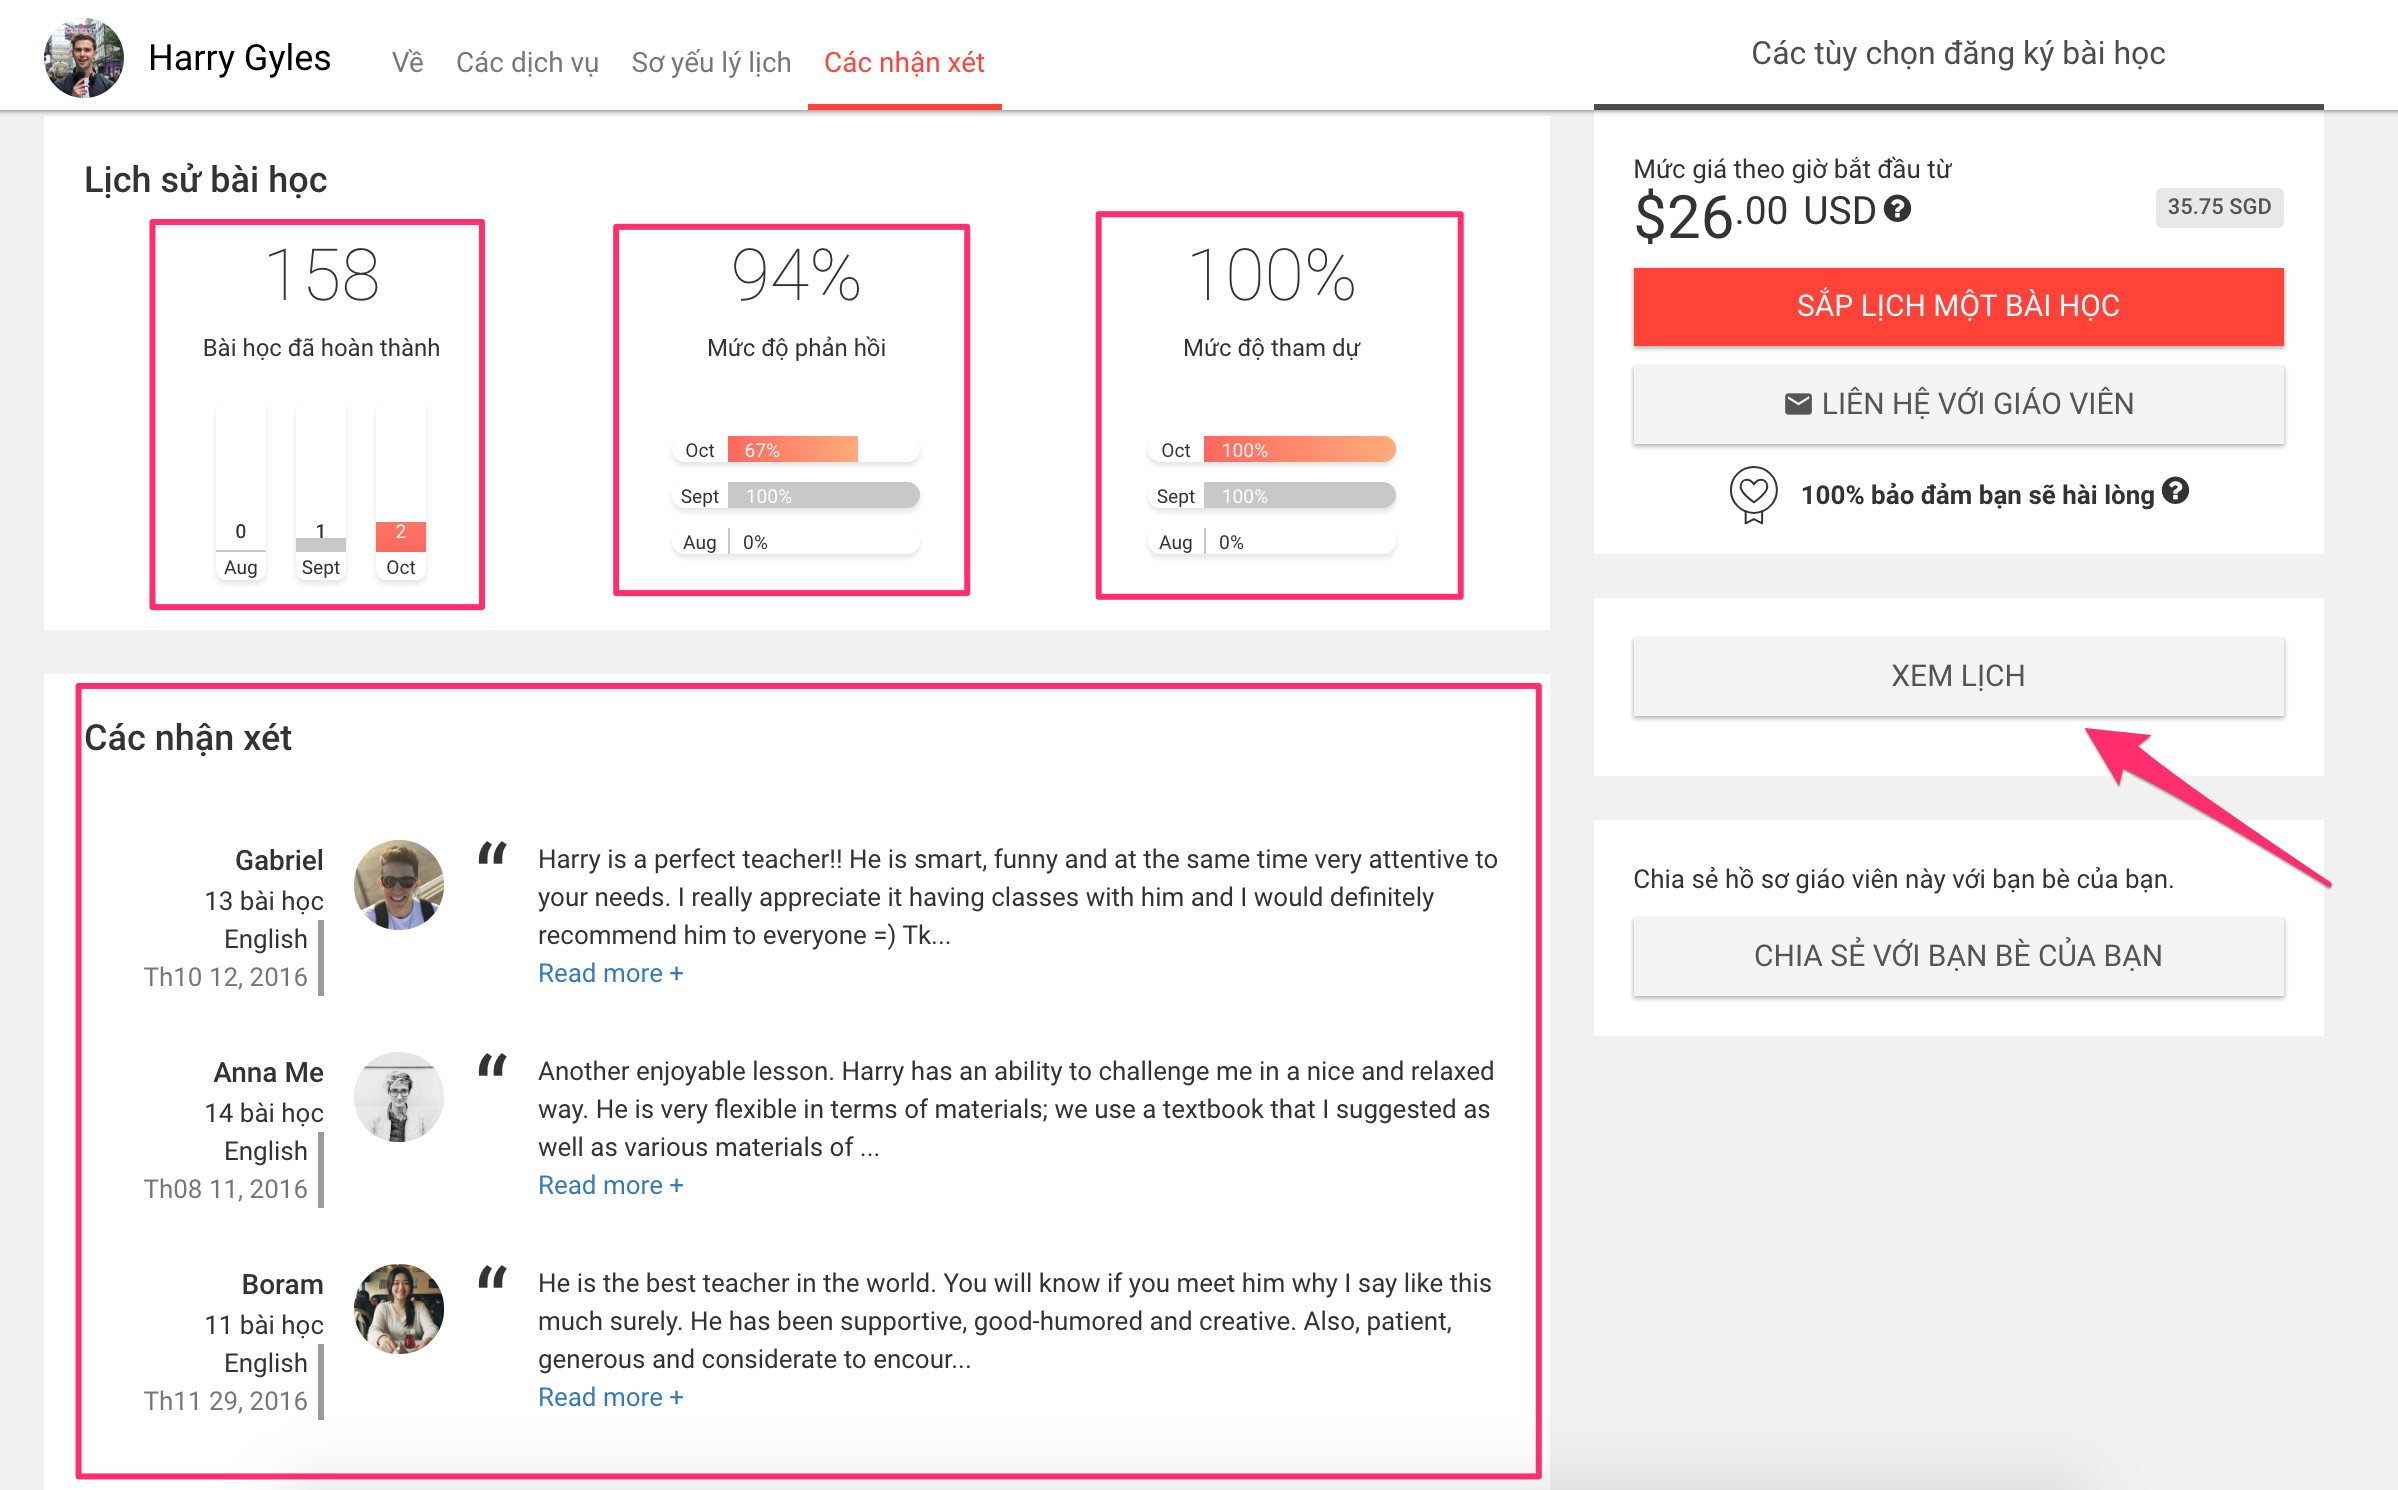 Harry Gyles
Về
Các dịch vụ
Sơ yếu lý lịch
Các nhận xét
Các tùy chọn đăng ký bài học
Lịch sử bài học
158
Bài học đã hoàn thành
0
1
2
Aug
Sept
Oct
94%
Mức độ phản hồi
Oct 67%
Sept 100%
Aug 0%
100%
Mức độ tham dự
Oct 100%
Sept 100%
Aug 0%
Mức giá theo giờ bắt đầu từ
$26.00 USD ?
35.75 SGD
SẮP LỊCH MỘT BÀI HỌC
LIÊN HỆ VỚI GIÁO VIÊN
100% bảo đảm bạn sẽ hài lòng ?
XEM LỊCH
Chia sẻ hồ sơ giáo viên này với bạn bè của bạn.
CHIA SẺ VỚI BẠN BÈ CỦA BẠN
Các nhận xét
Gabriel
13 bài học
English
Th10 12, 2016
“
Harry is a perfect teacher!! He is smart, funny and at the same time very attentive to
your needs. I really appreciate it having classes with him and I would definitely
recommend him to everyone =) Tk...
Read more +
Anna Me
14 bài học
English
Th08 11, 2016
“
Another enjoyable lesson. Harry has an ability to challenge me in a nice and relaxed
way. He is very flexible in terms of materials; we use a textbook that I suggested as
well as various materials of ...
Read more +
Boram
11 bài học
English
Th11 29, 2016
“
He is the best teacher in the world. You will know if you meet him why I say like this
much surely. He has been supportive, good-humored and creative. Also, patient,
generous and considerate to encour...
Read more +